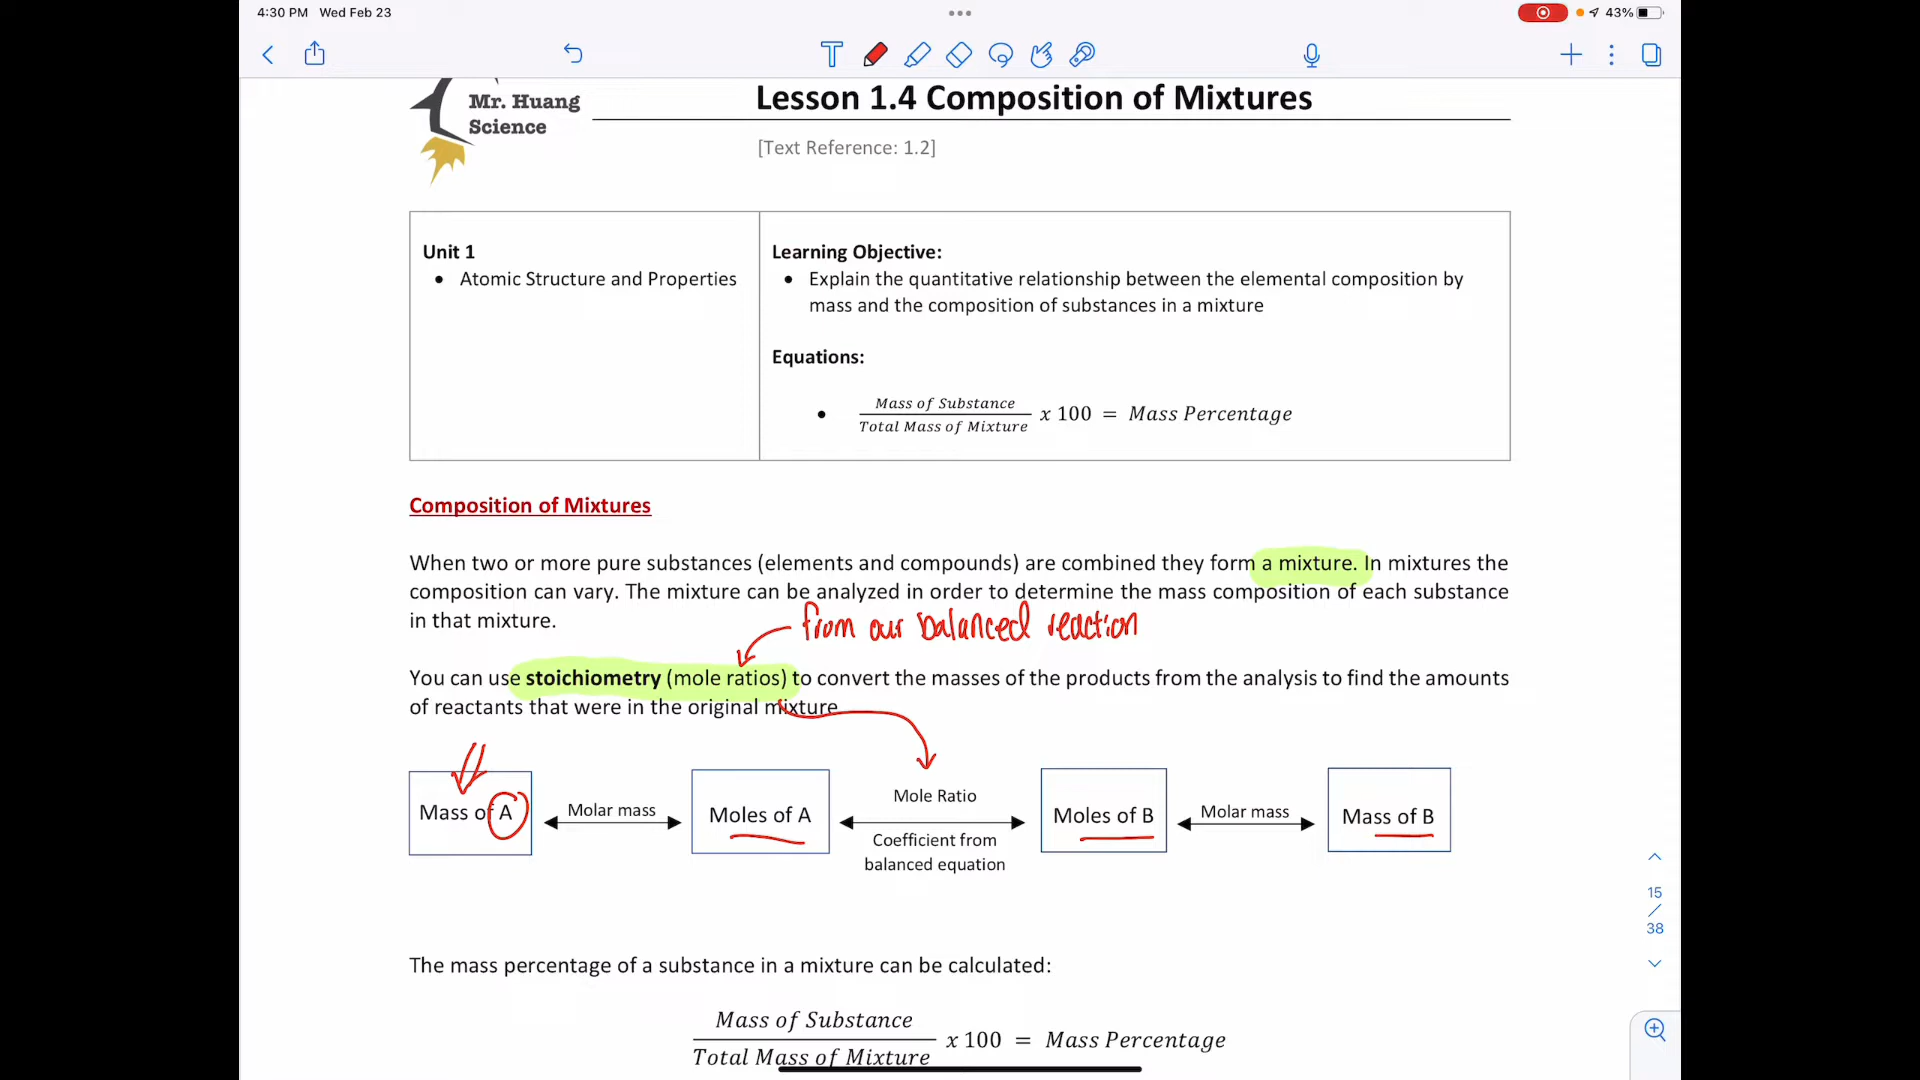 4:30 PM Wed Feb 23
43%
Mr. Huang
Science
Lesson 1.4 Composition of Mixtures
[Text Reference: 1.2]
Unit 1
• Atomic Structure and Properties
Learning Objective:
• Explain the quantitative relationship between the elemental composition by
mass and the composition of substances in a mixture
Equations:
• Mass of Substance
Total Mass of Mixture
x 100 = Mass Percentage
Composition of Mixtures
When two or more pure substances (elements and compounds) are combined they form a mixture. In mixtures the
composition can vary. The mixture can be analyzed in order to determine the mass composition of each substance
in that mixture.
from our balanced reaction
You can use stoichiometry (mole ratios) to convert the masses of the products from the analysis to find the amounts
of reactants that were in the original mixture
Mass of A
Molar mass
Moles of A
Mole Ratio
Coefficient from
balanced equation
Moles of B
Molar mass
Mass of B
15
/
38
The mass percentage of a substance in a mixture can be calculated:
Mass of Substance
Total Mass of Mixture
x 100 = Mass Percentage